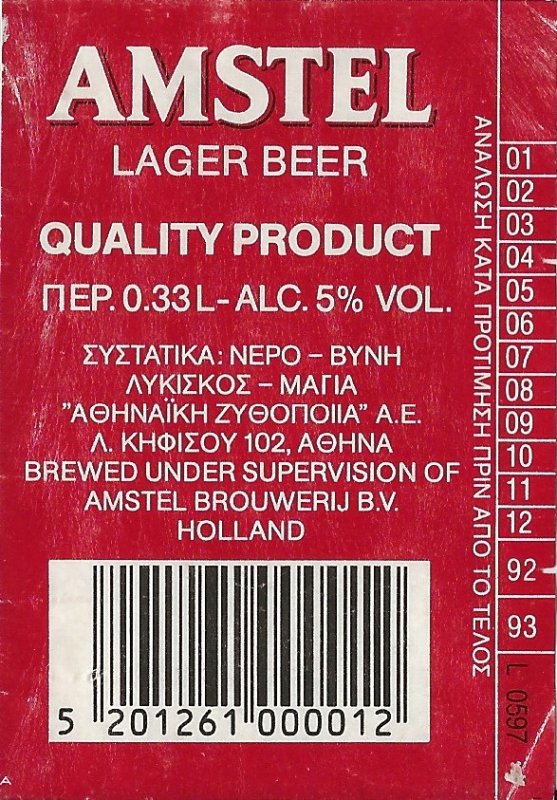 AMSTEL
LAGER BEER
QUALITY PRODUCT
ΠΕΡ. 0.33 L - ALC. 5% VOL.
ΣΥΣΤΑΤΙΚΑ: ΝΕΡΟ – ΒΥΝΗ
ΛΥΚΙΣΚΟΣ – ΜΑΓΙΑ
"ΑΘΗΝΑΪΚΗ ΖΥΘΟΠΟΙΙΑ" Α.Ε.
Λ. ΚΗΦΙΣΟΥ 102, ΑΘΗΝΑ
BREWED UNDER SUPERVISION OF
AMSTEL BROUWERIJ B.V.
HOLLAND
5 201261 000012
ΑΝΑΛΩΣΗ ΚΑΤΑ ΠΡΟΤΙΜΗΣΗ ΠΡΙΝ ΑΠΟ ΤΟ ΤΕΛΟΣ
01
02
03
04
05
06
07
08
09
10
11
12
92
93
L 0597
A